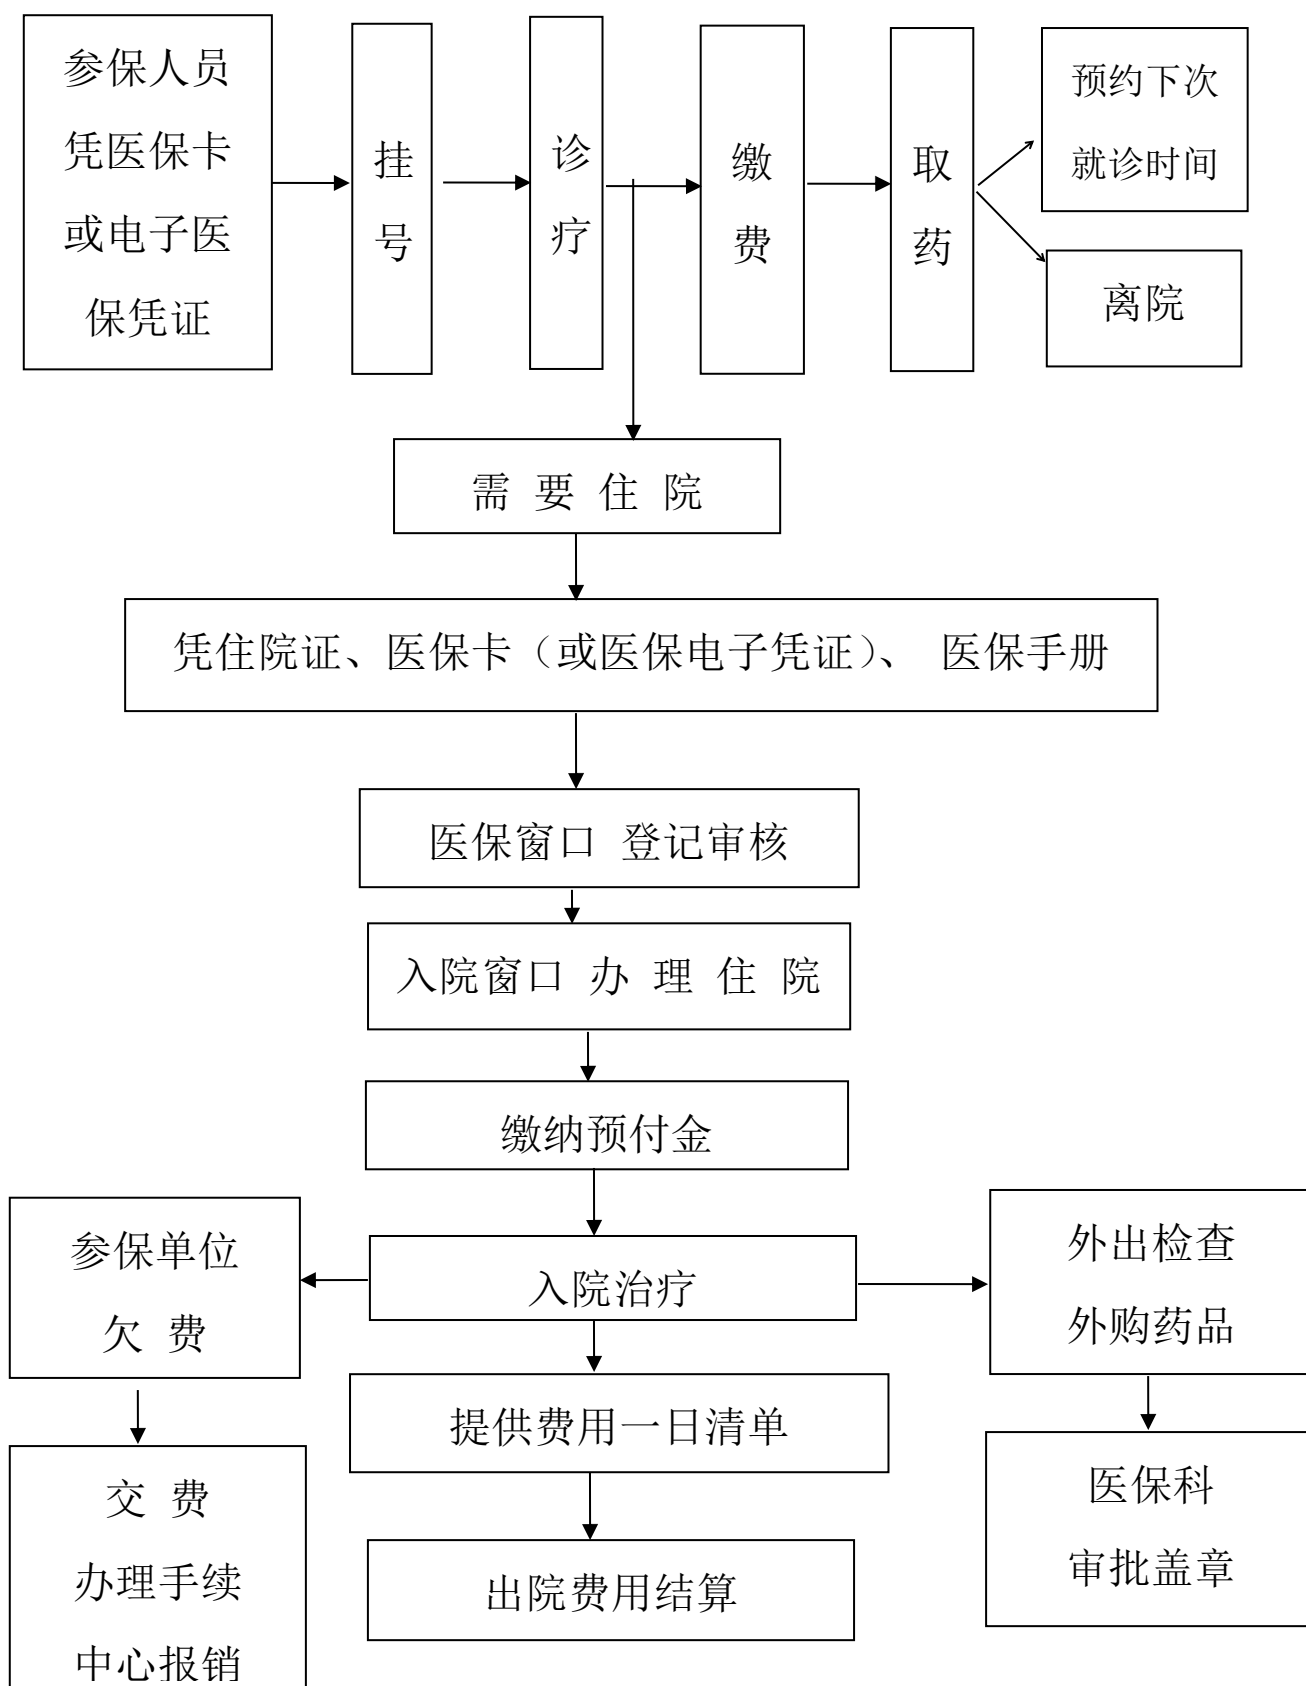 参保人员
凭医保卡
或电子医
保凭证
挂
号
诊
疗
缴
费
取
药
预约下次
就诊时间
离院
需 要 住 院
凭住院证、医保卡（或医保电子凭证）、 医保手册
医保窗口 登记审核
入院窗口 办 理 住 院
缴纳预付金
参保单位
欠 费
入院治疗
外出检查
外购药品
提供费用一日清单
交 费
办理手续
中心报销
医保科
审批盖章
出院费用结算